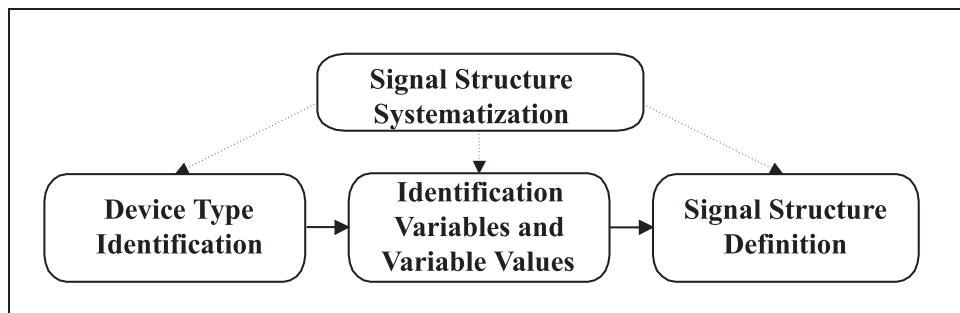 Signal Structure
Systematization
Device Type
Identification
Identification
Variables and
Variable Values
Signal Structure
Definition